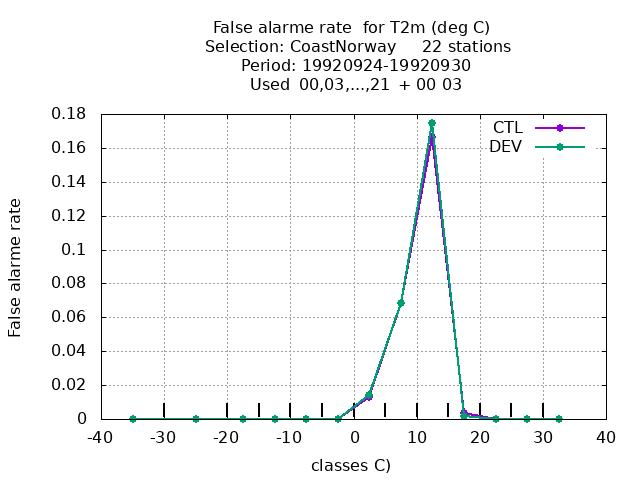 False alarme rate  for T2m (deg C)
Selection: CoastNorway     22 stations
Period: 19920924-19920930
Used  00,03,...,21  + 00 03
CTL
DEV
False alarme rate
0.18
0.16
0.14
0.12
0.1
0.08
0.06
0.04
0.02
0
-40 -30 -20 -10 0 10 20 30 40
classes C)